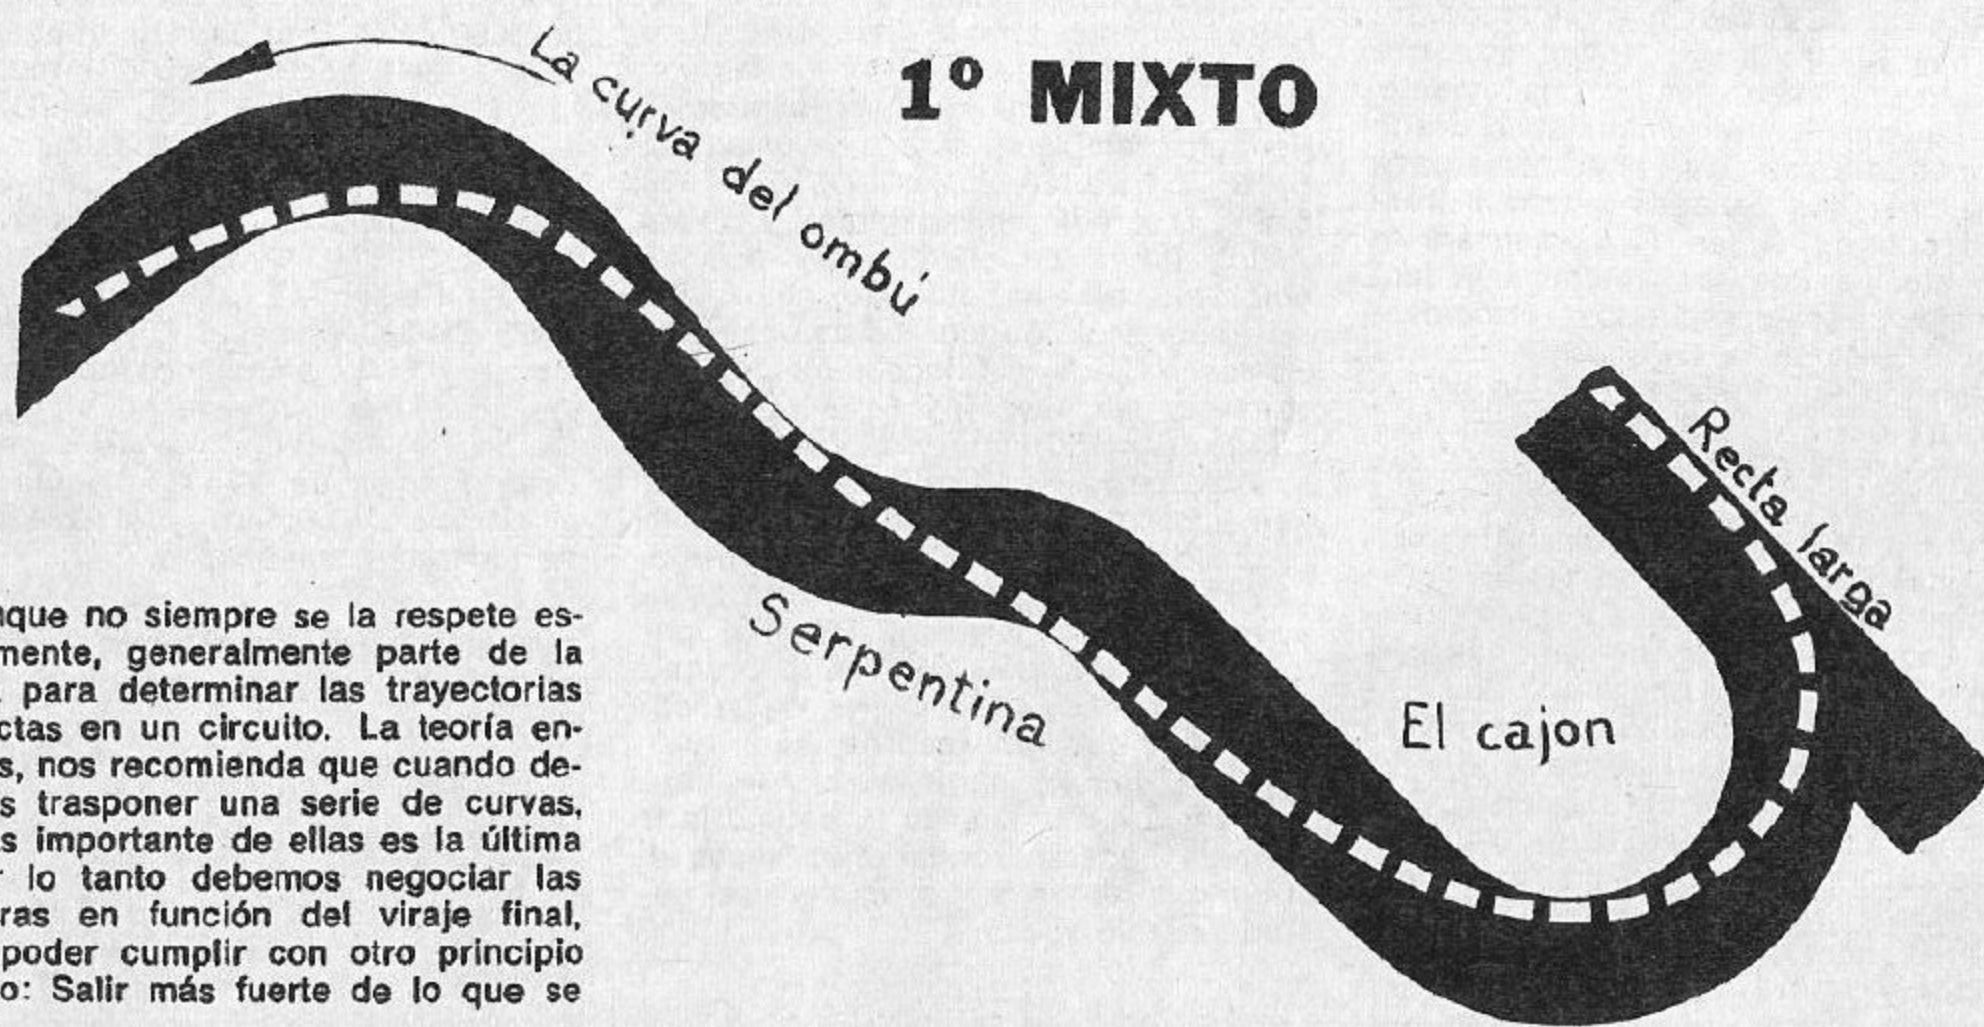 1º MIXTO
La curva del ombú
Recta larga
Serpentina
El cajon
que no siempre se la respete es-
mente, generalmente parte de la
para determinar las trayectorias
ctas en un circuito. La teoría en-
s, nos recomienda que cuando de-
s trasponer una serie de curvas,
s importante de ellas es la última
lo tanto debemos negociar las
ras en función del viraje final,
poder cumplir con otro principio
o: Salir más fuerte de lo que se